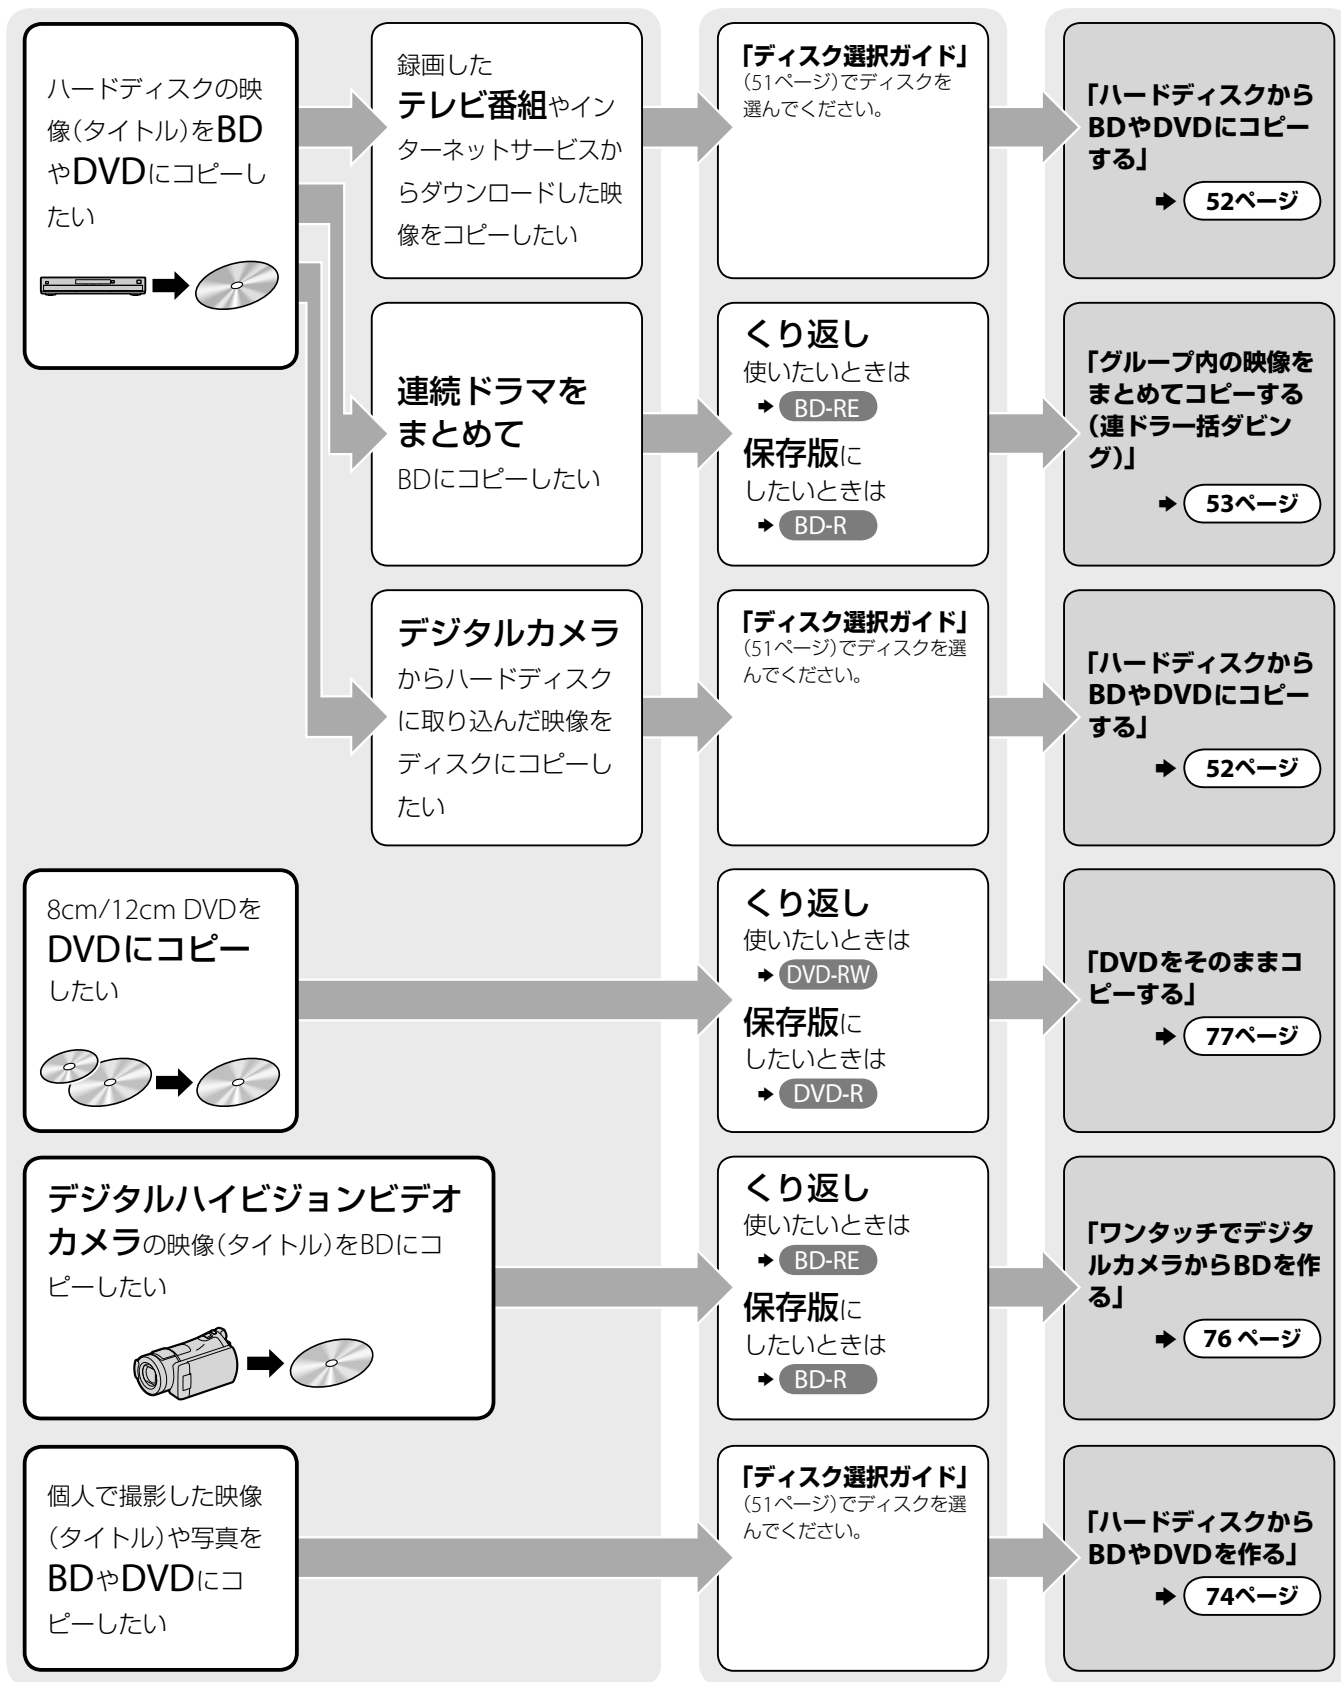 ハードディスクの映
像(タイトル)をBD
やDVDにコピーし
たい
録画した
テレビ番組やイン
ターネットサービスか
らダウンロードした映
像をコピーしたい
「ディスク選択ガイド」
(51ページ)でディスクを
選んでください。
「ハードディスクから
BDやDVDにコピー
する」
52ページ
連続ドラマを
まとめて
BDにコピーしたい
くり返し
使いたいときは
BD-RE
保存版に
したいときは
BD-R
「グループ内の映像を
まとめてコピーする
(連ドラ一括ダビン
グ)」
53ページ
デジタルカメラ
からハードディスク
に取り込んだ映像を
ディスクにコピーし
たい
「ディスク選択ガイド」
(51ページ)でディスクを選
んでください。
「ハードディスクから
BDやDVDにコピー
する」
52ページ
8cm/12cm DVDを
DVDにコピー
したい
くり返し
使いたいときは
DVD-RW
保存版に
したいときは
DVD-R
「DVDをそのままコ
ピーする」
77ページ
デジタルハイビジョンビデオ
カメラの映像(タイトル)をBDにコ
ピーしたい
くり返し
使いたいときは
BD-RE
保存版に
したいときは
BD-R
「ワンタッチでデジタ
ルカメラからBDを作
る」
76 ページ
個人で撮影した映像
(タイトル)や写真を
BDやDVDにコ
ピーしたい
「ディスク選択ガイド」
(51ページ)でディスクを選
んでください。
「ハードディスクから
BDやDVDを作る」
74ページ